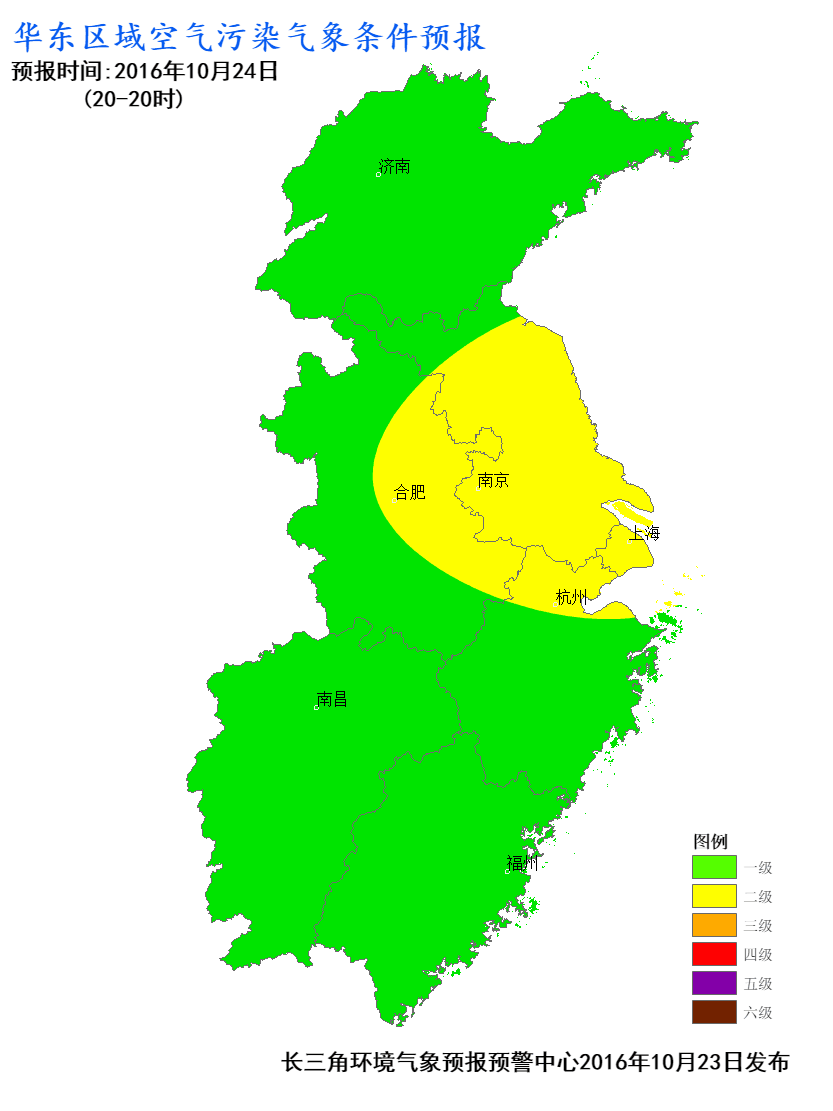 华东区域空气污染气象条件预报
预报时间:2016年10月24日
(20-20时)
济南
南京
合肥
上海
杭州
南昌
福州
图例
一级
二级
三级
四级
五级
六级
长三角环境气象预报预警中心2016年10月23日发布